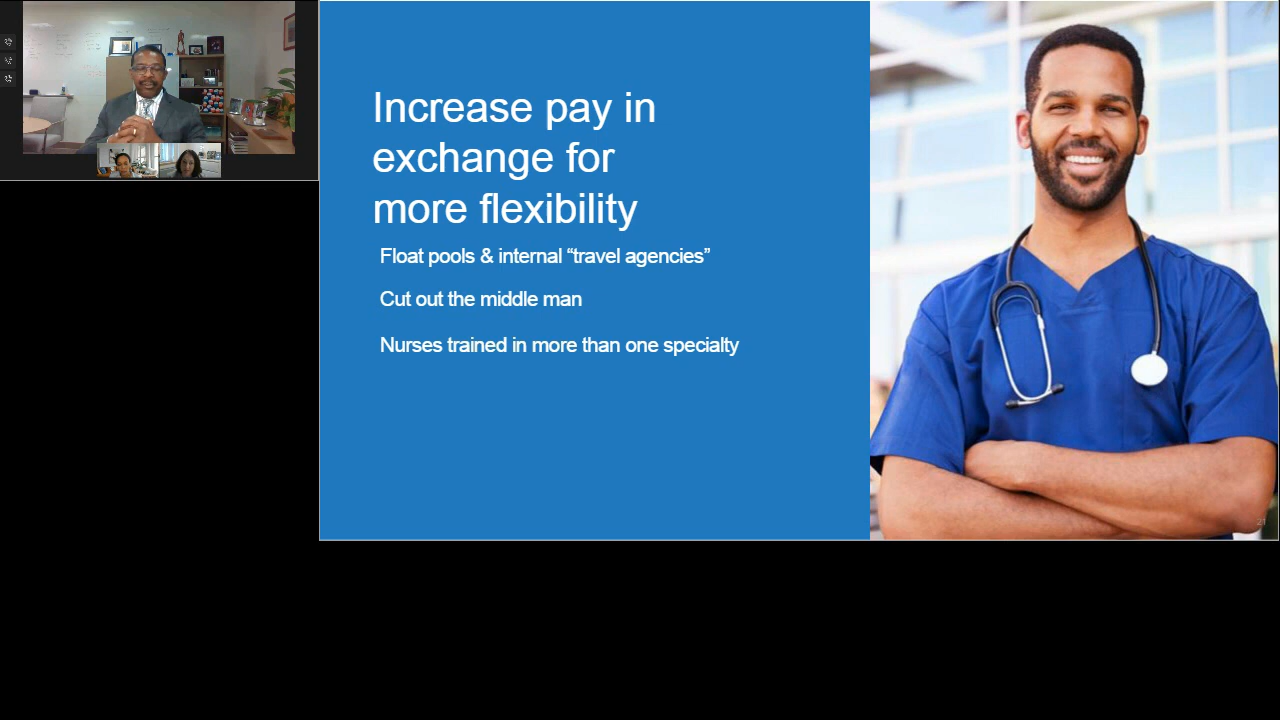 Increase pay in
exchange for
more flexibility
Float pools & internal “travel agencies”
Cut out the middle man
Nurses trained in more than one specialty